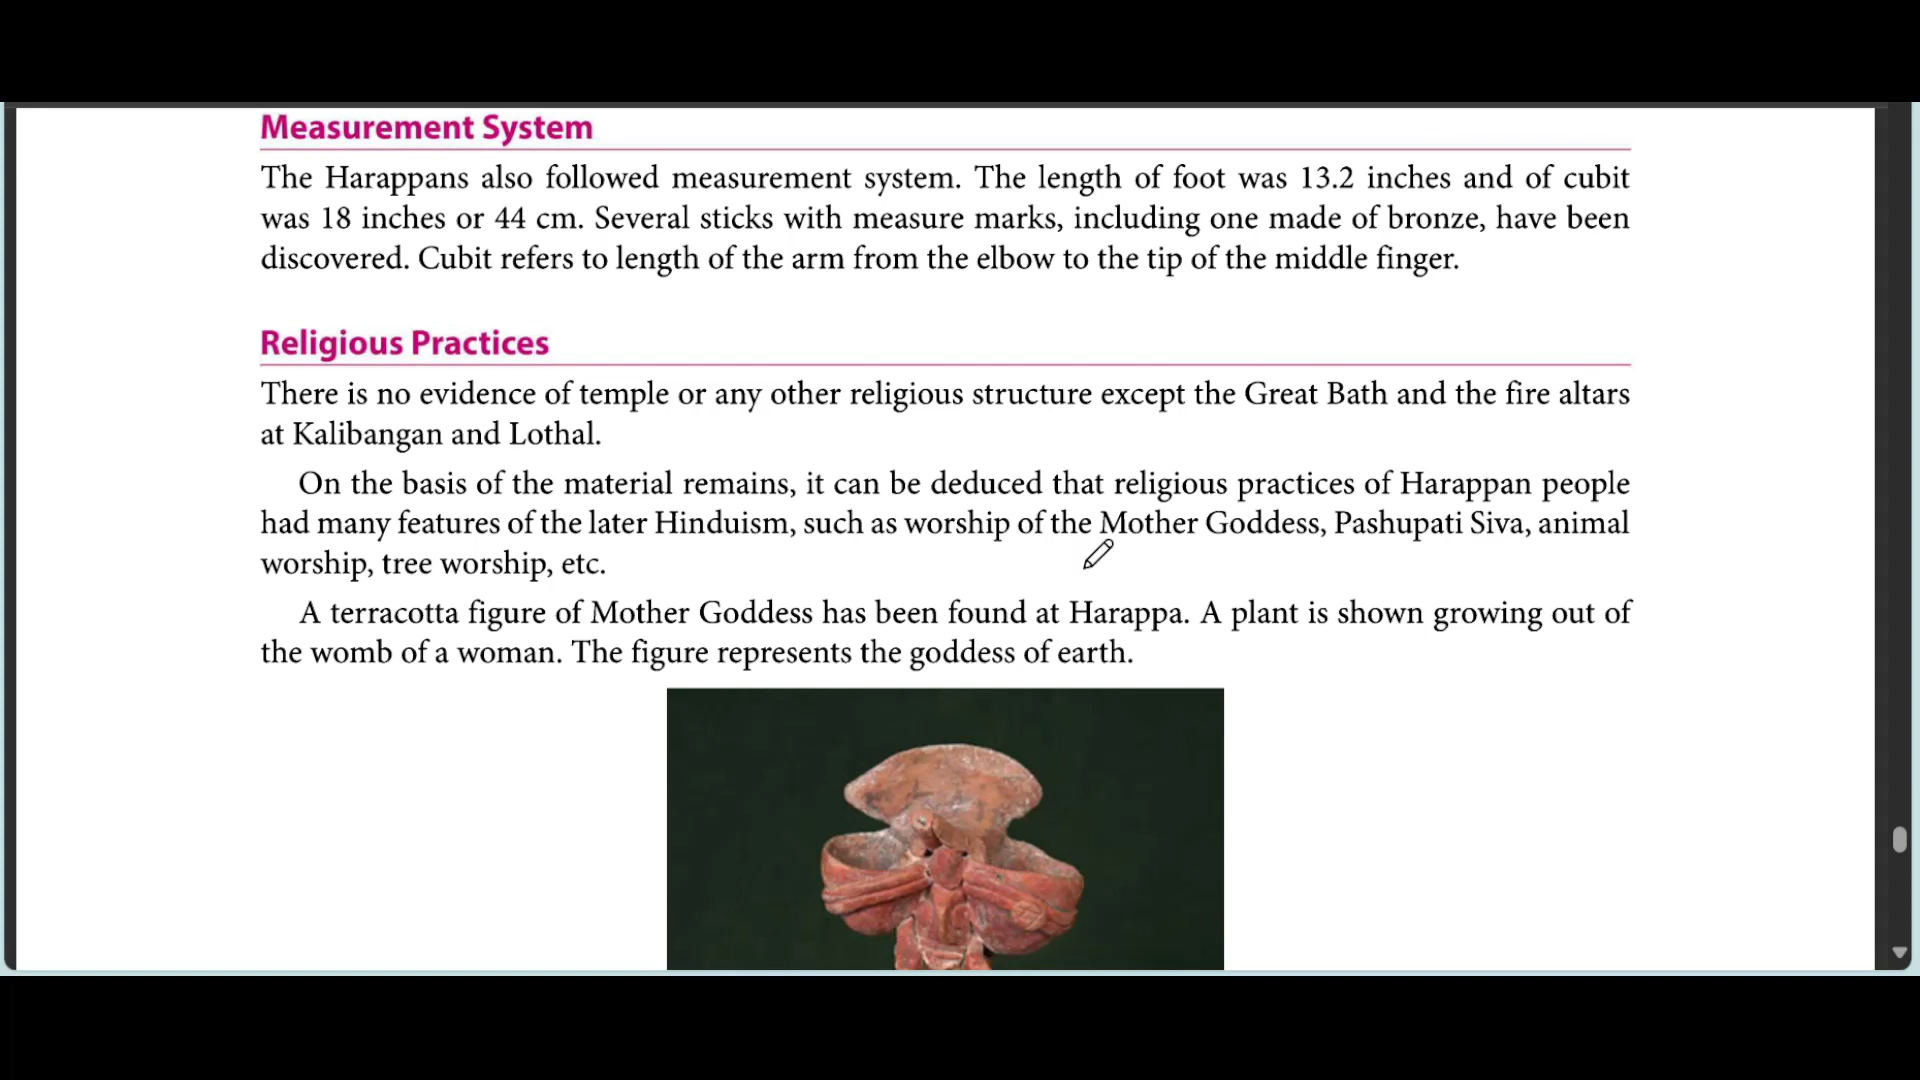 Measurement System
The Harappans also followed measurement system. The length of foot was 13.2 inches and of cubit
was 18 inches or 44 cm. Several sticks with measure marks, including one made of bronze, have been
discovered. Cubit refers to length of the arm from the elbow to the tip of the middle finger.
Religious Practices
There is no evidence of temple or any other religious structure except the Great Bath and the fire altars
at Kalibangan and Lothal.
On the basis of the material remains, it can be deduced that religious practices of Harappan people
had many features of the later Hinduism, such as worship of the Mother Goddess, Pashupati Siva, animal
worship, tree worship, etc.
A terracotta figure of Mother Goddess has been found at Harappa. A plant is shown growing out of
the womb of a woman. The figure represents the goddess of earth.